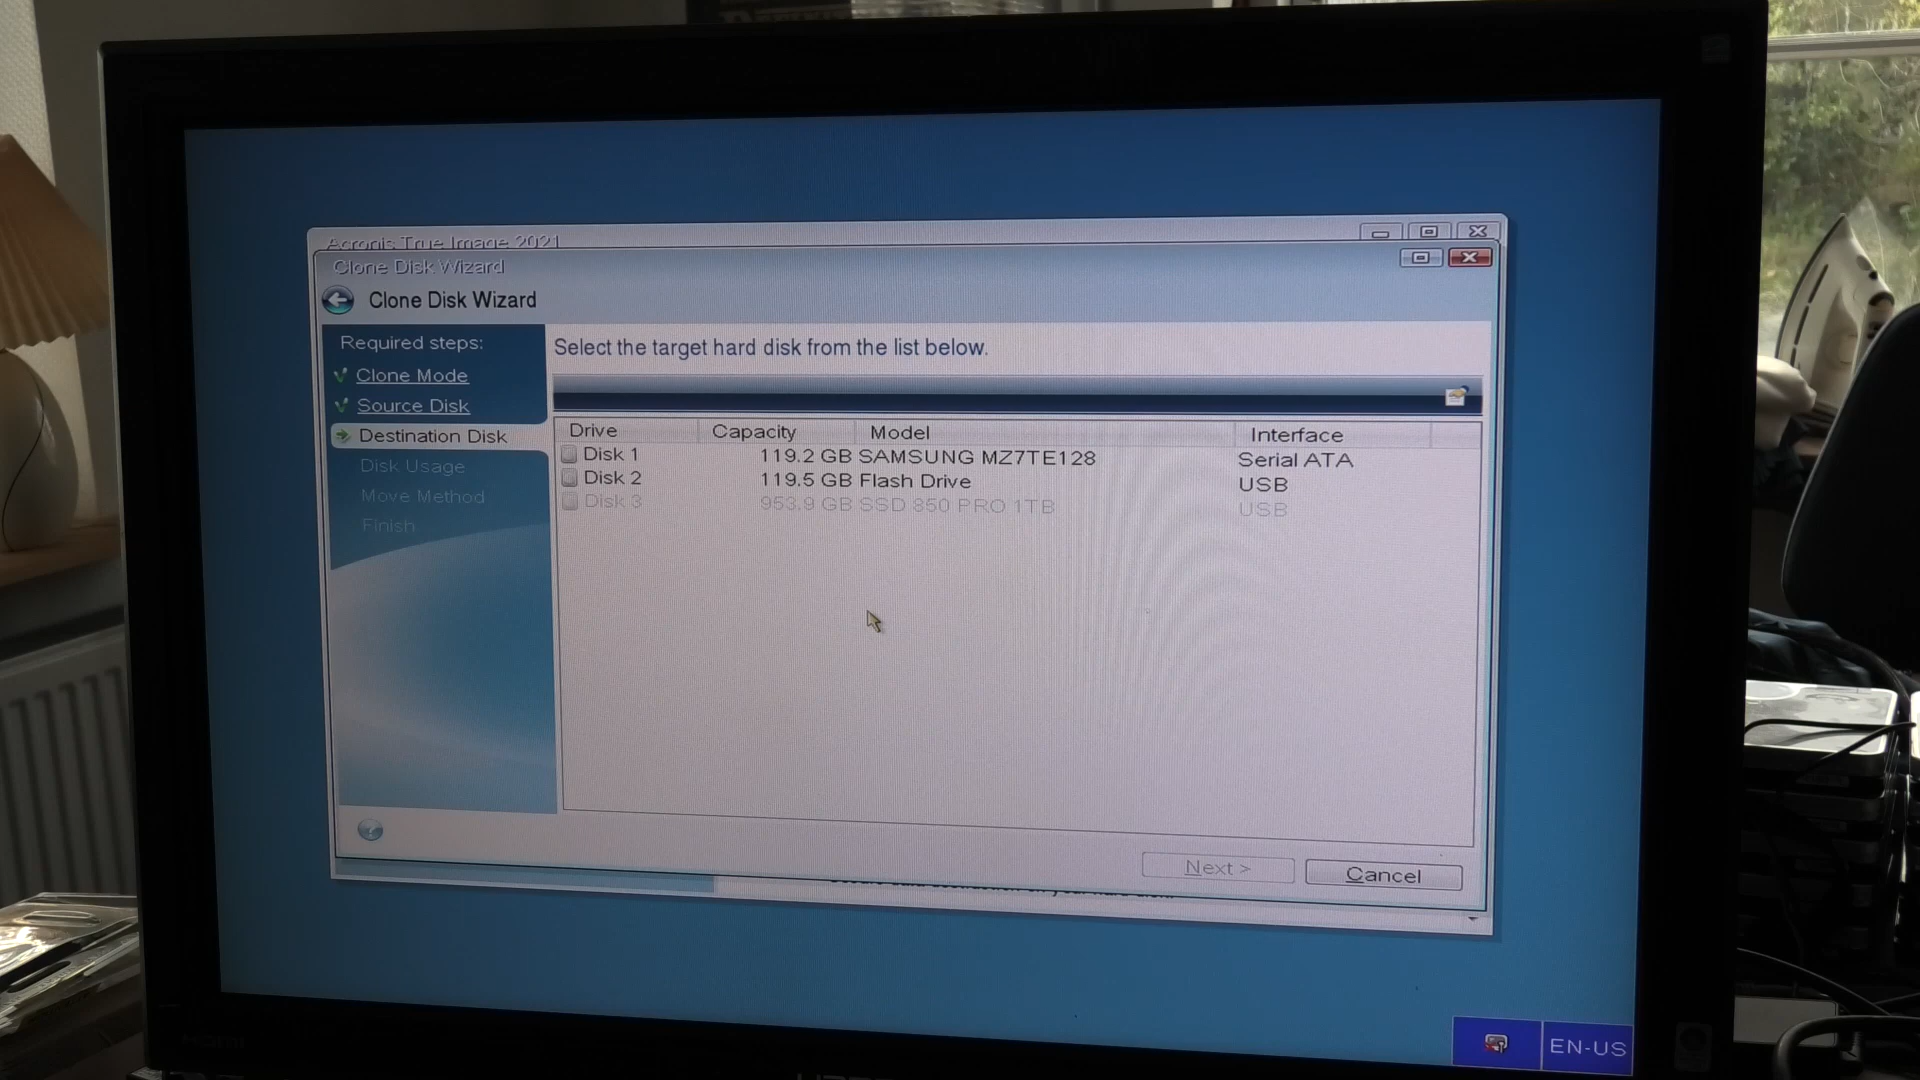 Acronis True Image 2021
Clone Disk Wizard
Clone Disk Wizard
Required steps:
Clone Mode
Source Disk
Destination Disk
Disk Usage
Move Method
Finish
Select the target hard disk from the list below.
Drive Capacity Model Interface
Disk 1 119.2 GB SAMSUNG MZ7TE128 Serial ATA
Disk 2 119.5 GB Flash Drive USB
Disk 3 953.9 GB SSD 850 PRO 1TB USB
Next >
Cancel
EN-US